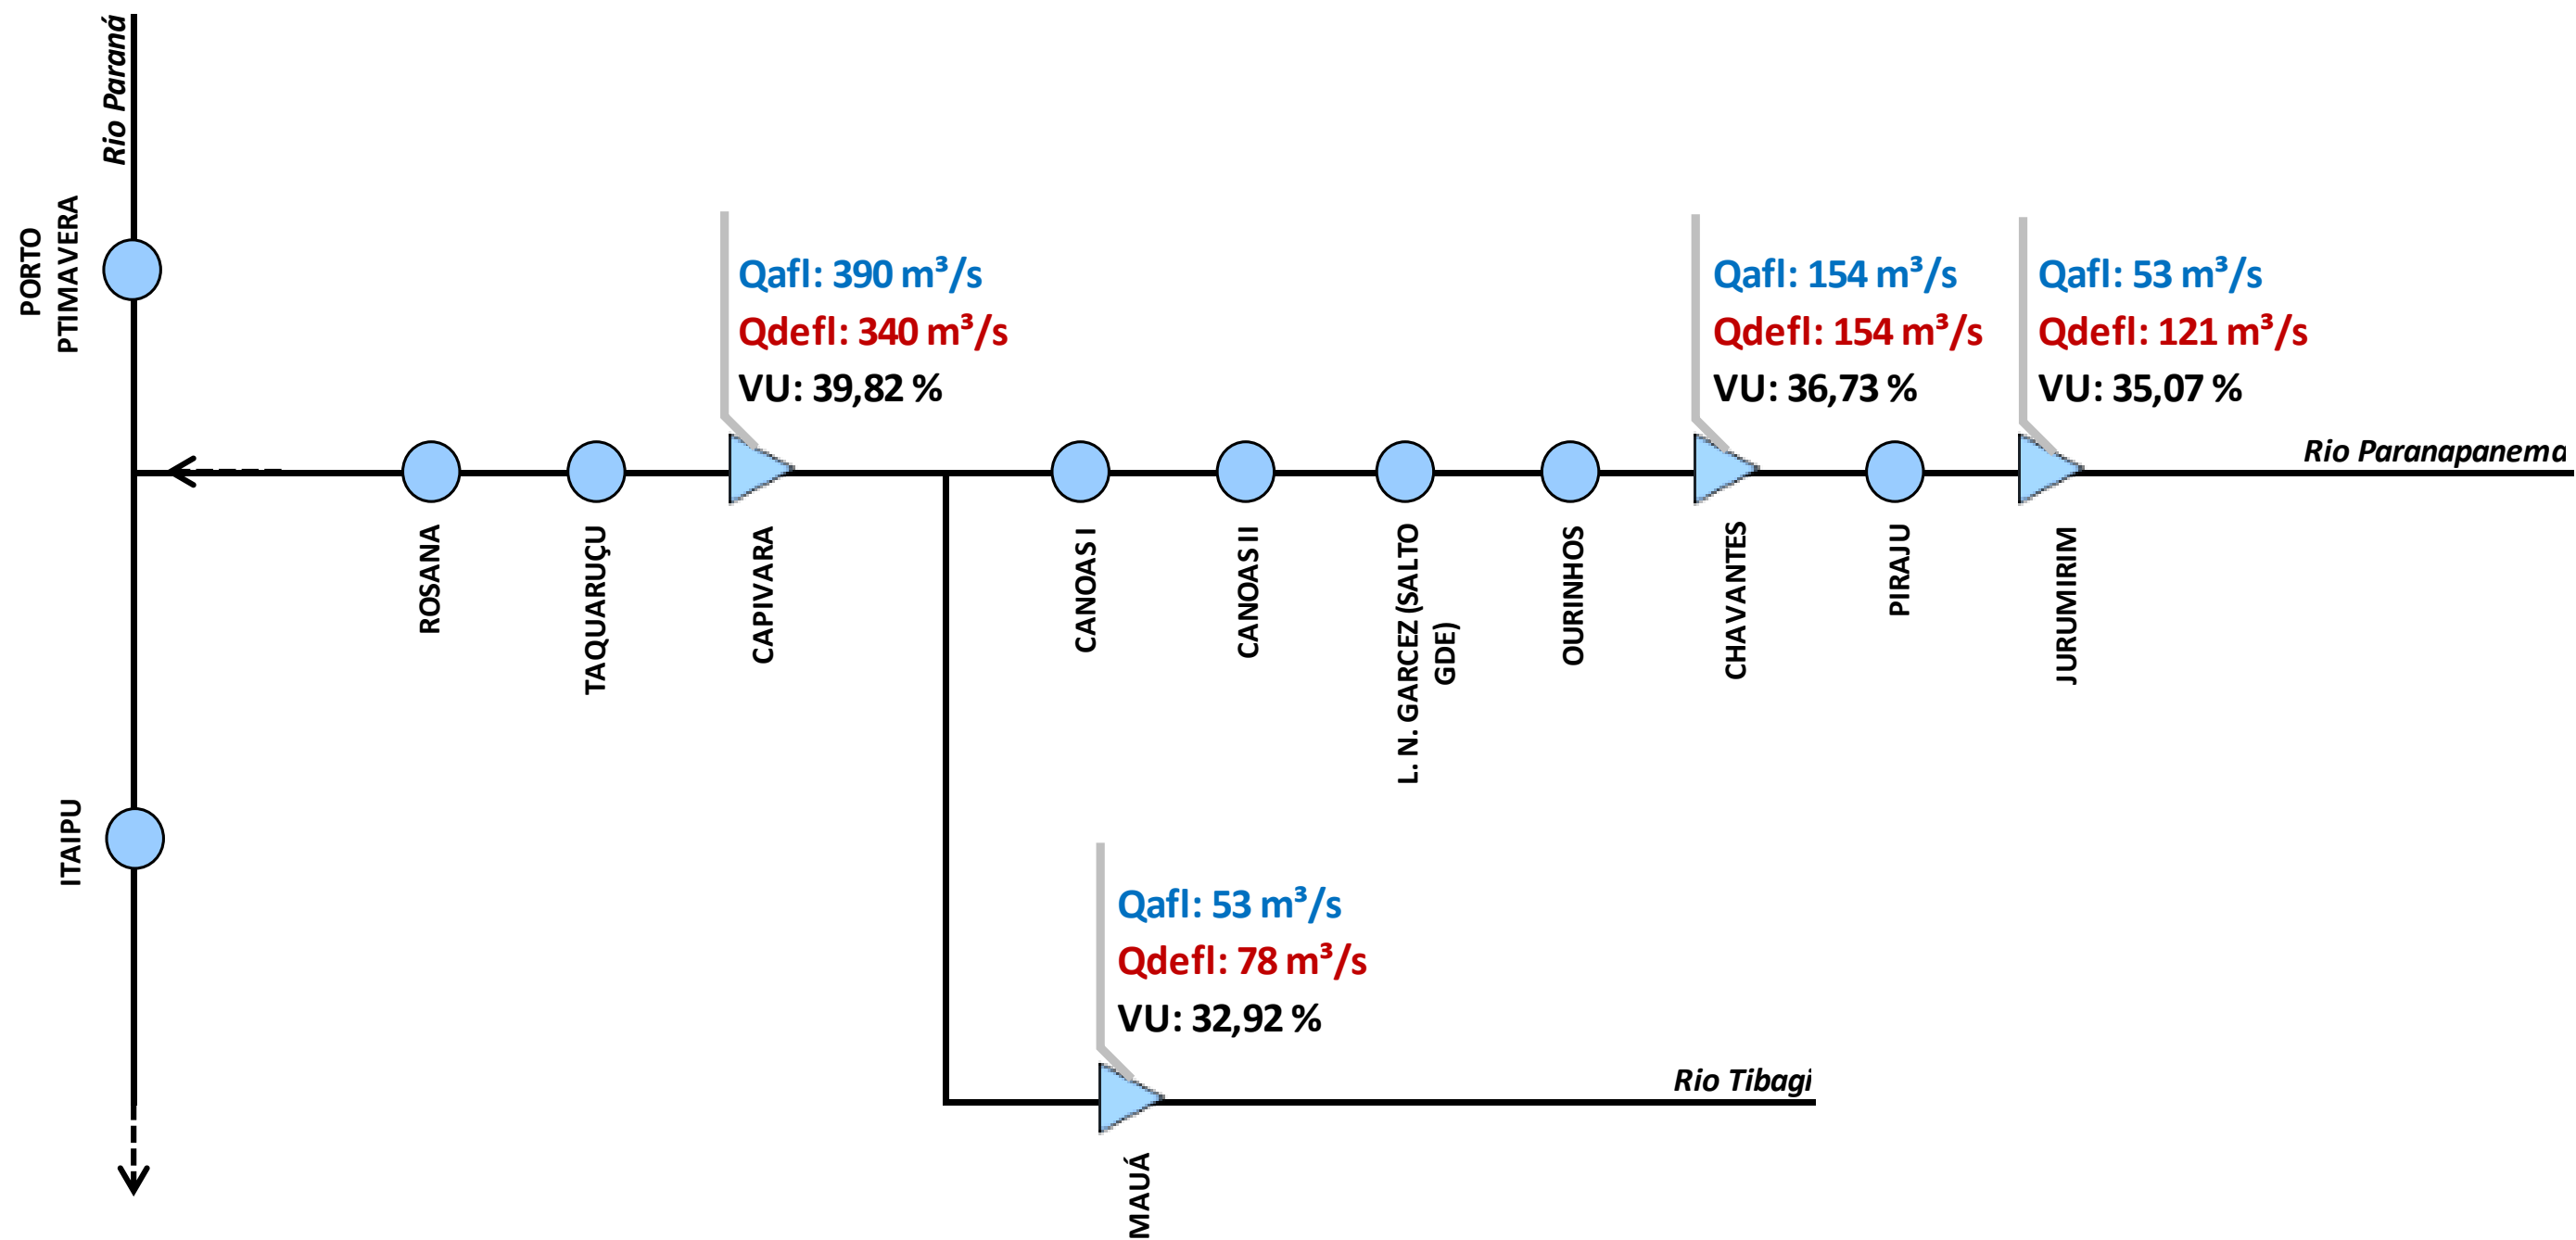 Rio Paraná
PORTO
PTIMAVERA
Qafl: 390 m³/s
Qdefl: 340 m³/s
VU: 39,82 %
Qafl: 154 m³/s
Qdefl: 154 m³/s
VU: 36,73 %
Qafl: 53 m³/s
Qdefl: 121 m³/s
VU: 35,07 %
Rio Paranapanema
ROSANA
TAQUARUÇU
CAPIVARA
CANOAS I
CANOAS II
L. N. GARCEZ (SALTO
GDE)
OURINHOS
CHAVANTES
PIRAJU
JURUMIRIM
ITAIPU
Qafl: 53 m³/s
Qdefl: 78 m³/s
VU: 32,92 %
Rio Tibagi
MAUÁ